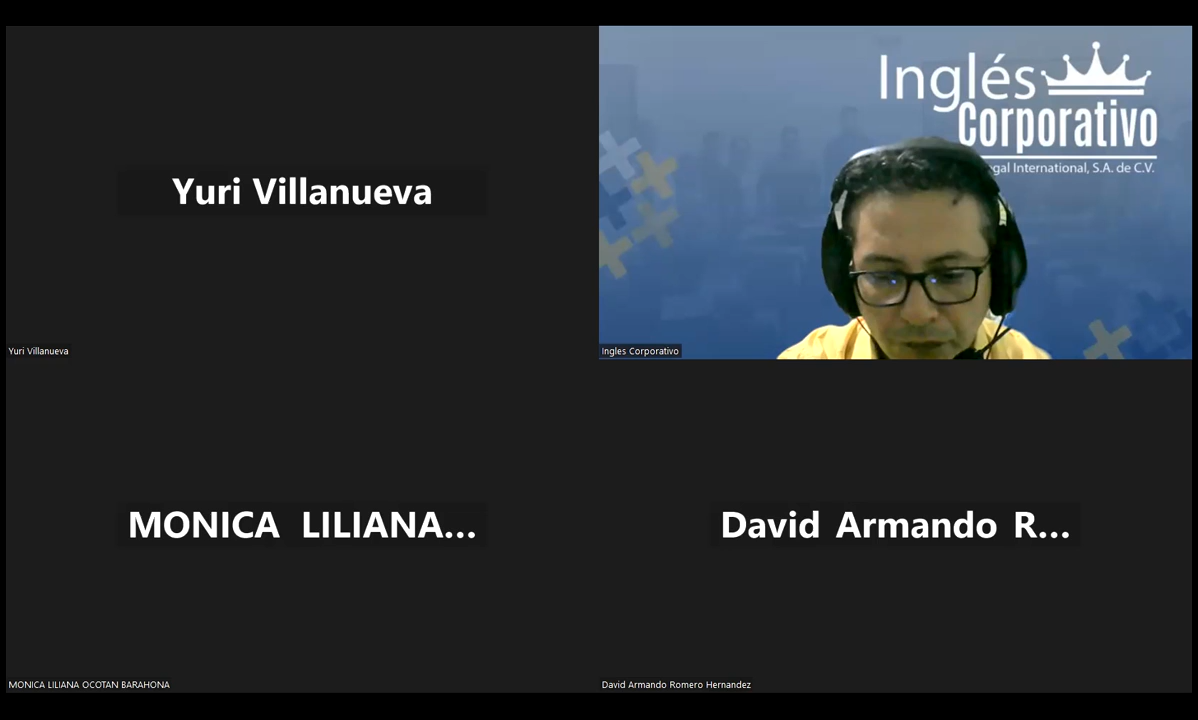 Yuri Villanueva
Yuri Villanueva
Inglés
Corporativo
gal International, S.A. de C.V.
Ingles Corporativo
MONICA LILIANA...
MONICA LILIANA OCOTAN BARAHONA
David Armando R...
David Armando Romero Hernandez